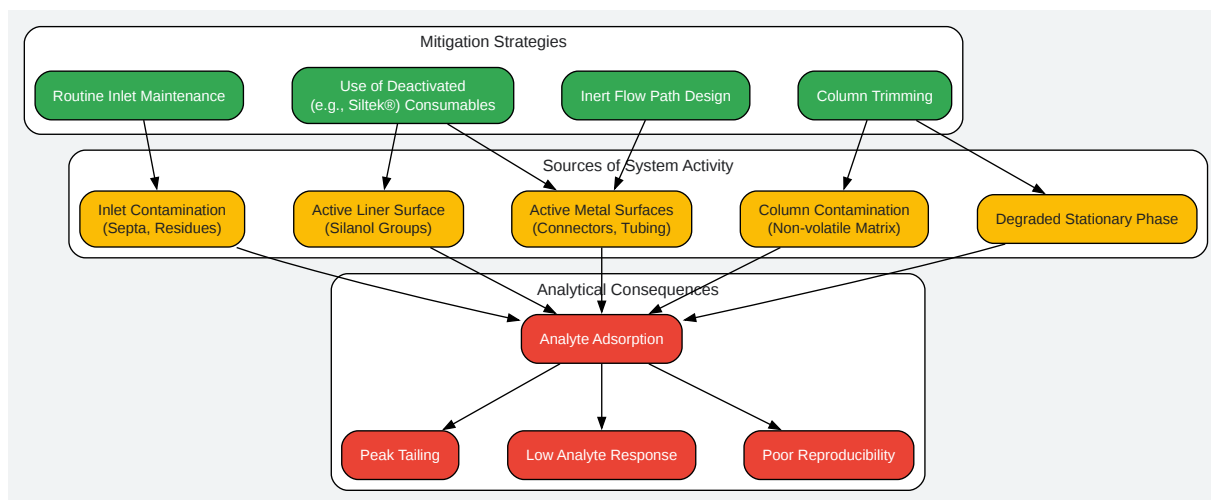 Mitigation Strategies
Routine Inlet Maintenance
Use of Deactivated
(e.g., Siltek®) Consumables
Inert Flow Path Design
Column Trimming
Sources of System Activity
Inlet Contamination
(Septa, Residues)
Active Liner Surface
(Silanol Groups)
Active Metal Surfaces
(Connectors, Tubing)
Column Contamination
(Non-volatile Matrix)
Degraded Stationary Phase
Analytical Consequences
Analyte Adsorption
Peak Tailing
Low Analyte Response
Poor Reproducibility